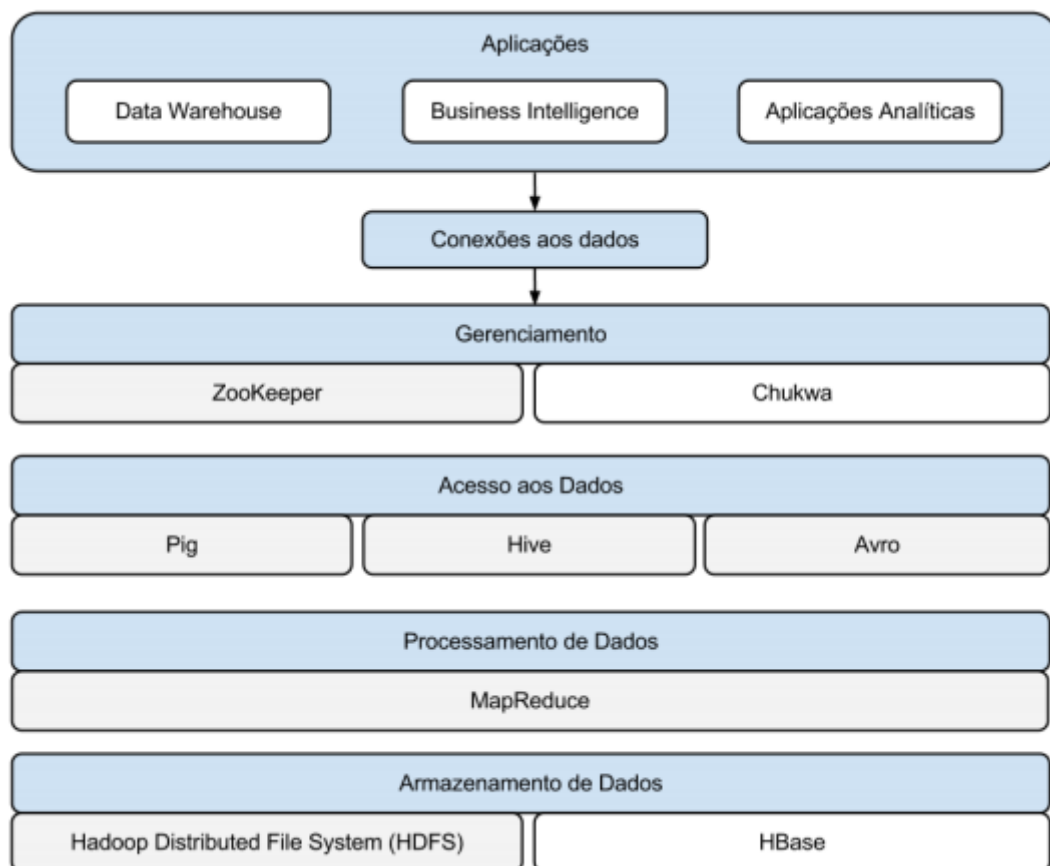 Aplicações
Data Warehouse
Business Intelligence
Aplicações Analíticas
Conexões aos dados
Gerenciamento
ZooKeeper
Chukwa
Acesso aos Dados
Pig
Hive
Avro
Processamento de Dados
MapReduce
Armazenamento de Dados
Hadoop Distributed File System (HDFS)
HBase